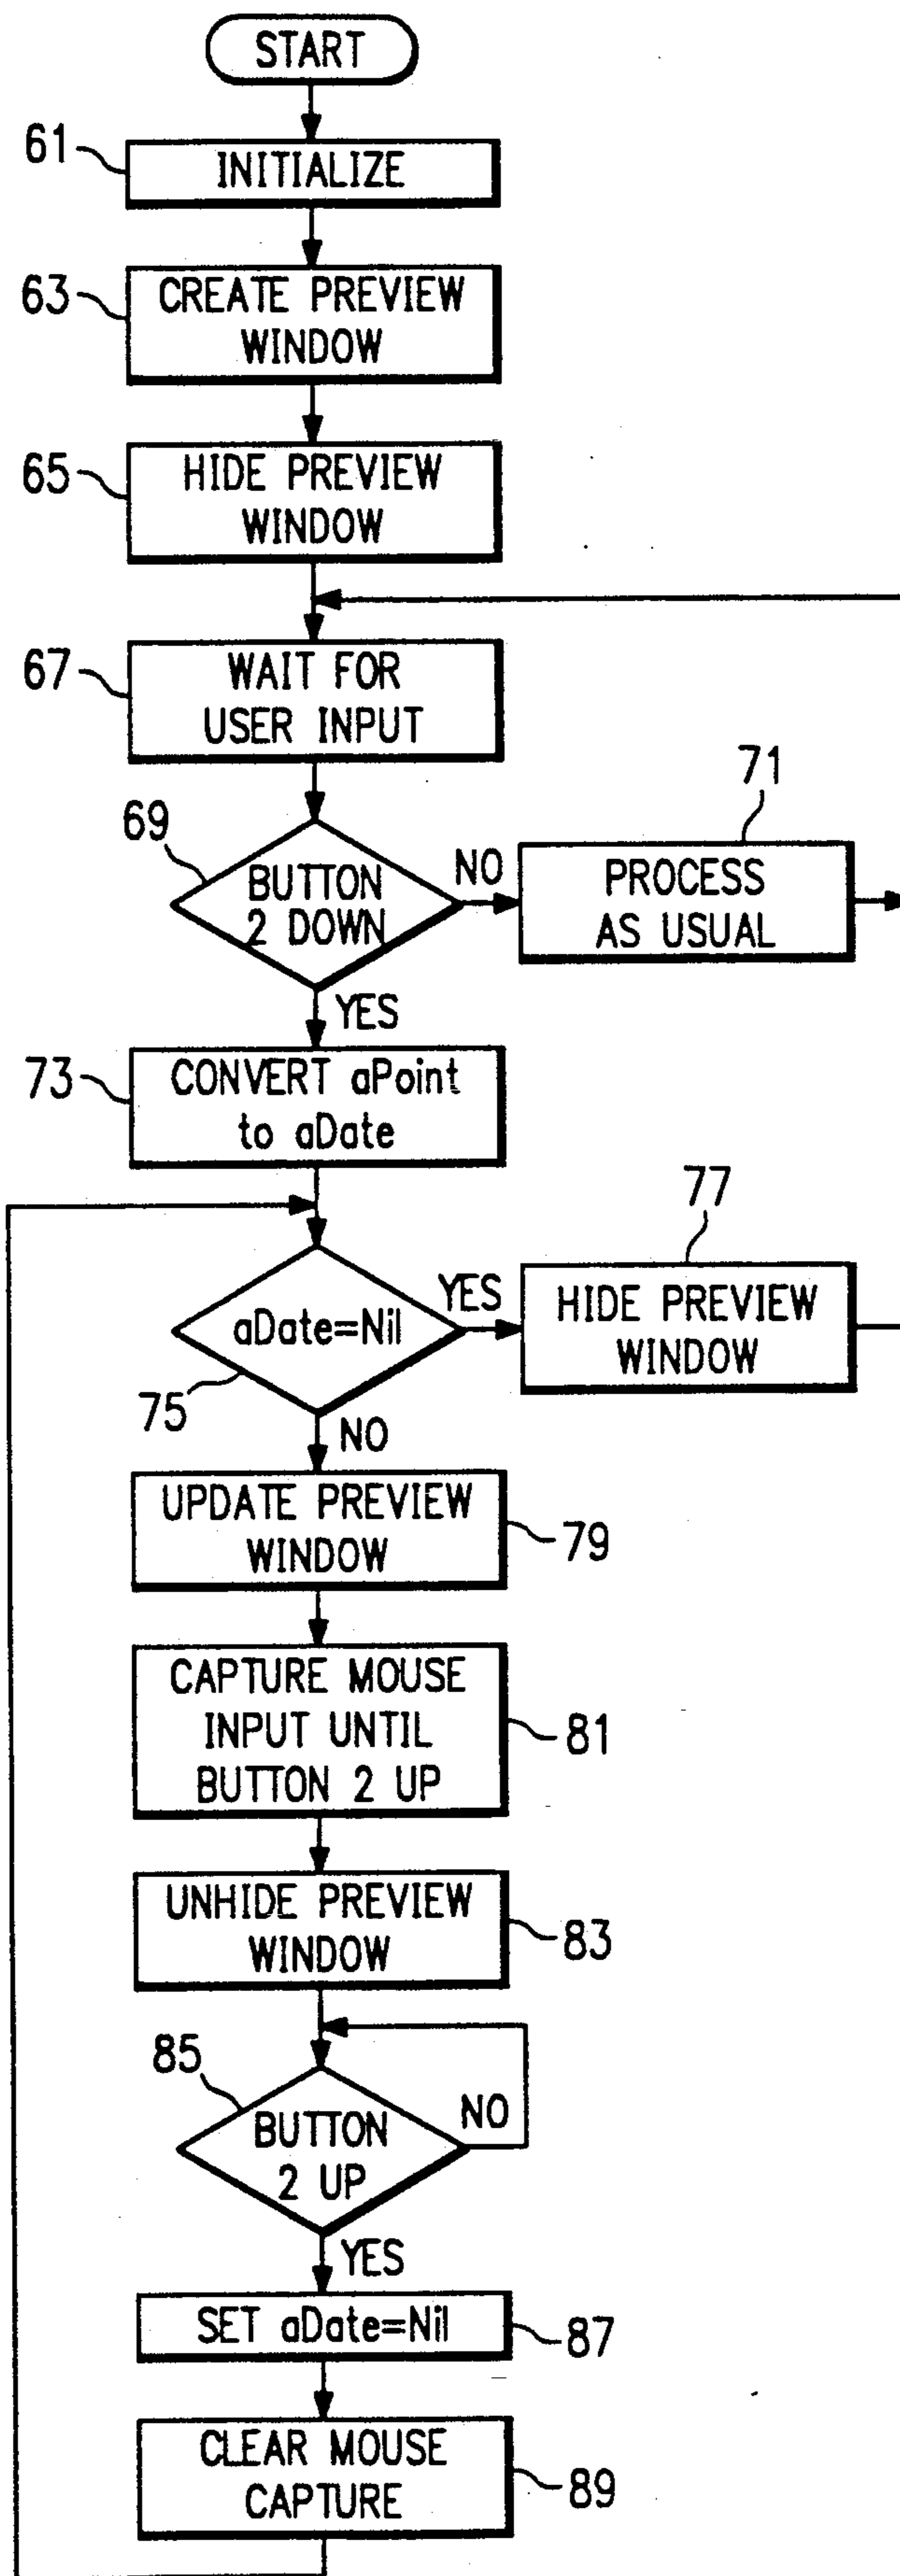 START
61
INITIALIZE
63
CREATE PREVIEW
WINDOW
65
HIDE PREVIEW
WINDOW
67
WAIT FOR
USER INPUT
69
BUTTON
2 DOWN
NO
71
PROCESS
AS USUAL
YES
73
CONVERT aPoint
to aDate
75
aDate=Nil
YES
77
HIDE PREVIEW
WINDOW
NO
UPDATE PREVIEW
WINDOW
79
CAPTURE MOUSE
INPUT UNTIL
BUTTON 2 UP
81
UNHIDE PREVIEW
WINDOW
83
85
BUTTON
2 UP
NO
YES
SET aDate=Nil
87
CLEAR MOUSE
CAPTURE
89